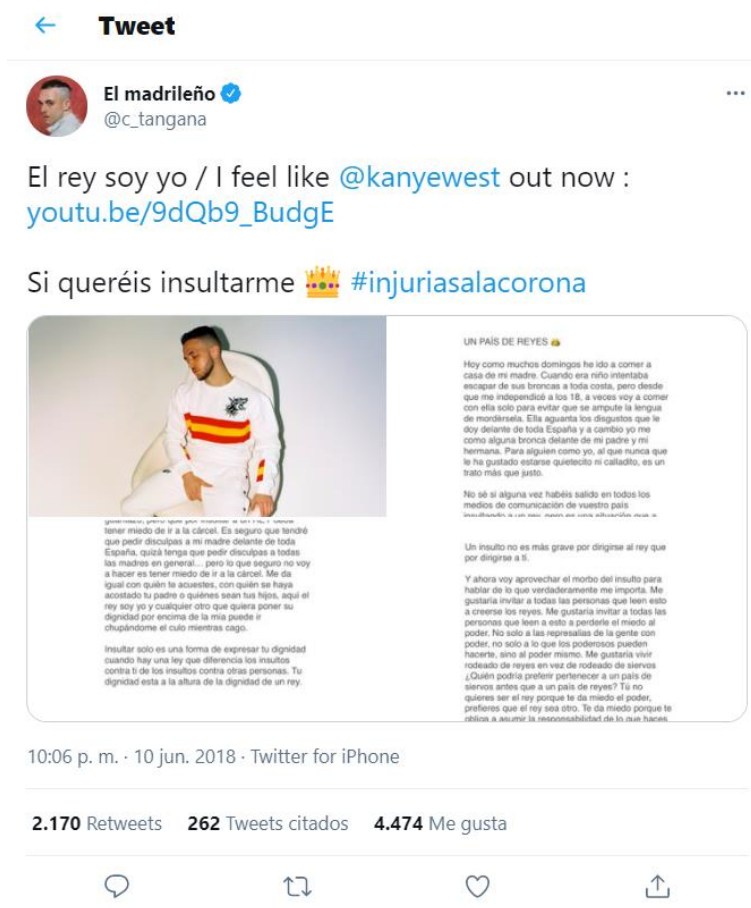 Tweet
El madrileño
@c_tangana
El rey soy yo / I feel like @kanyewest out now :
youtu.be/9dQb9_BudgE
Si queréis insultarme 👑 #injuriasalacorona
UN PAÍS DE REYES
Hoy como muchos domingos he ido a comer a
casa de mi madre. Cuando era niño intentaba
escapar de sus broncas a toda costa, pero desde
que me independicé a los 18, a veces voy a comer
con ella solo para evitar que se ampute la lengua
de mordérsela. Ella aguanta los disgustos que le
doy delante de toda España y a cambio yo me
como alguna bronca delante de mi padre y mi
hermana. Para alguien como yo, al que nunca que
le ha gustado estarse quietecito ni calladito, es un
trato más que justo.
No sé si alguna vez habéis salido en todos los
medios de comunicación de vuestro país
insultando a un rey, pero es una situación que a
tener miedo de ir a la cárcel. Es seguro que tendré
que pedir disculpas a mi madre delante de toda
España, quizá tenga que pedir disculpas a todas
las madres en general... pero lo que seguro no voy
a hacer es tener miedo de ir a la cárcel. Me da
igual con quién te acuestes, con quién se haya
acostado tu padre o quiénes sean tus hijos, aquí el
rey soy yo y cualquier otro que quiera poner su
dignidad por encima de la mía puede ir
chupándome el culo mientras cago.
Insultar solo es una forma de expresar tu dignidad
cuando hay una ley que diferencia los insultos
contra ti de los insultos contra otras personas. Tu
dignidad esta a la altura de la dignidad de un rey.
Un insulto no es más grave por dirigirse al rey que
por dirigirse a ti.
Y ahora voy aprovechar el morbo del insulto para
hablar de lo que verdaderamente me importa. Me
gustaría invitar a todas las personas que leen esto
a creerse los reyes. Me gustaría invitar a todas las
personas que leen esto a perderle el miedo al
poder. No solo a las represalias de la gente con
poder, no solo a lo que los poderosos pueden
hacerte, sino al poder mismo. Me gustaría vivir
rodeado de reyes en vez de rodeado de siervos
¿Quién podría preferir pertenecer a un país de
siervos antes que a un país de reyes? Tú no
quieres ser el rey porque te da miedo el poder,
prefieres que el rey sea otro. Te da miedo porque te
obliga a asumir la responsabilidad de lo que haces
10:06 p. m. · 10 jun. 2018 · Twitter for iPhone
2.170 Retweets 262 Tweets citados 4.474 Me gusta